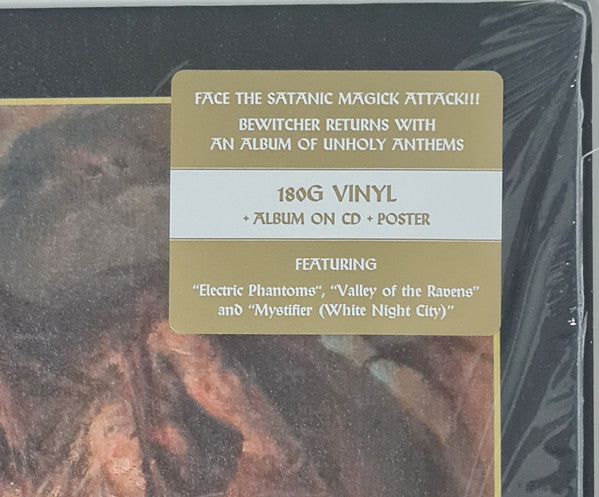 FACE THE SATANIC MAGICK ATTACK!!!
BEWITCHER RETURNS WITH
AN ALBUM OF UNHOLY ANTHEMS
180G VINYL
+ ALBUM ON CD + POSTER
FEATURING
"Electric Phantoms", "Valley of the Ravens"
and "Mystifier (White Night City)"